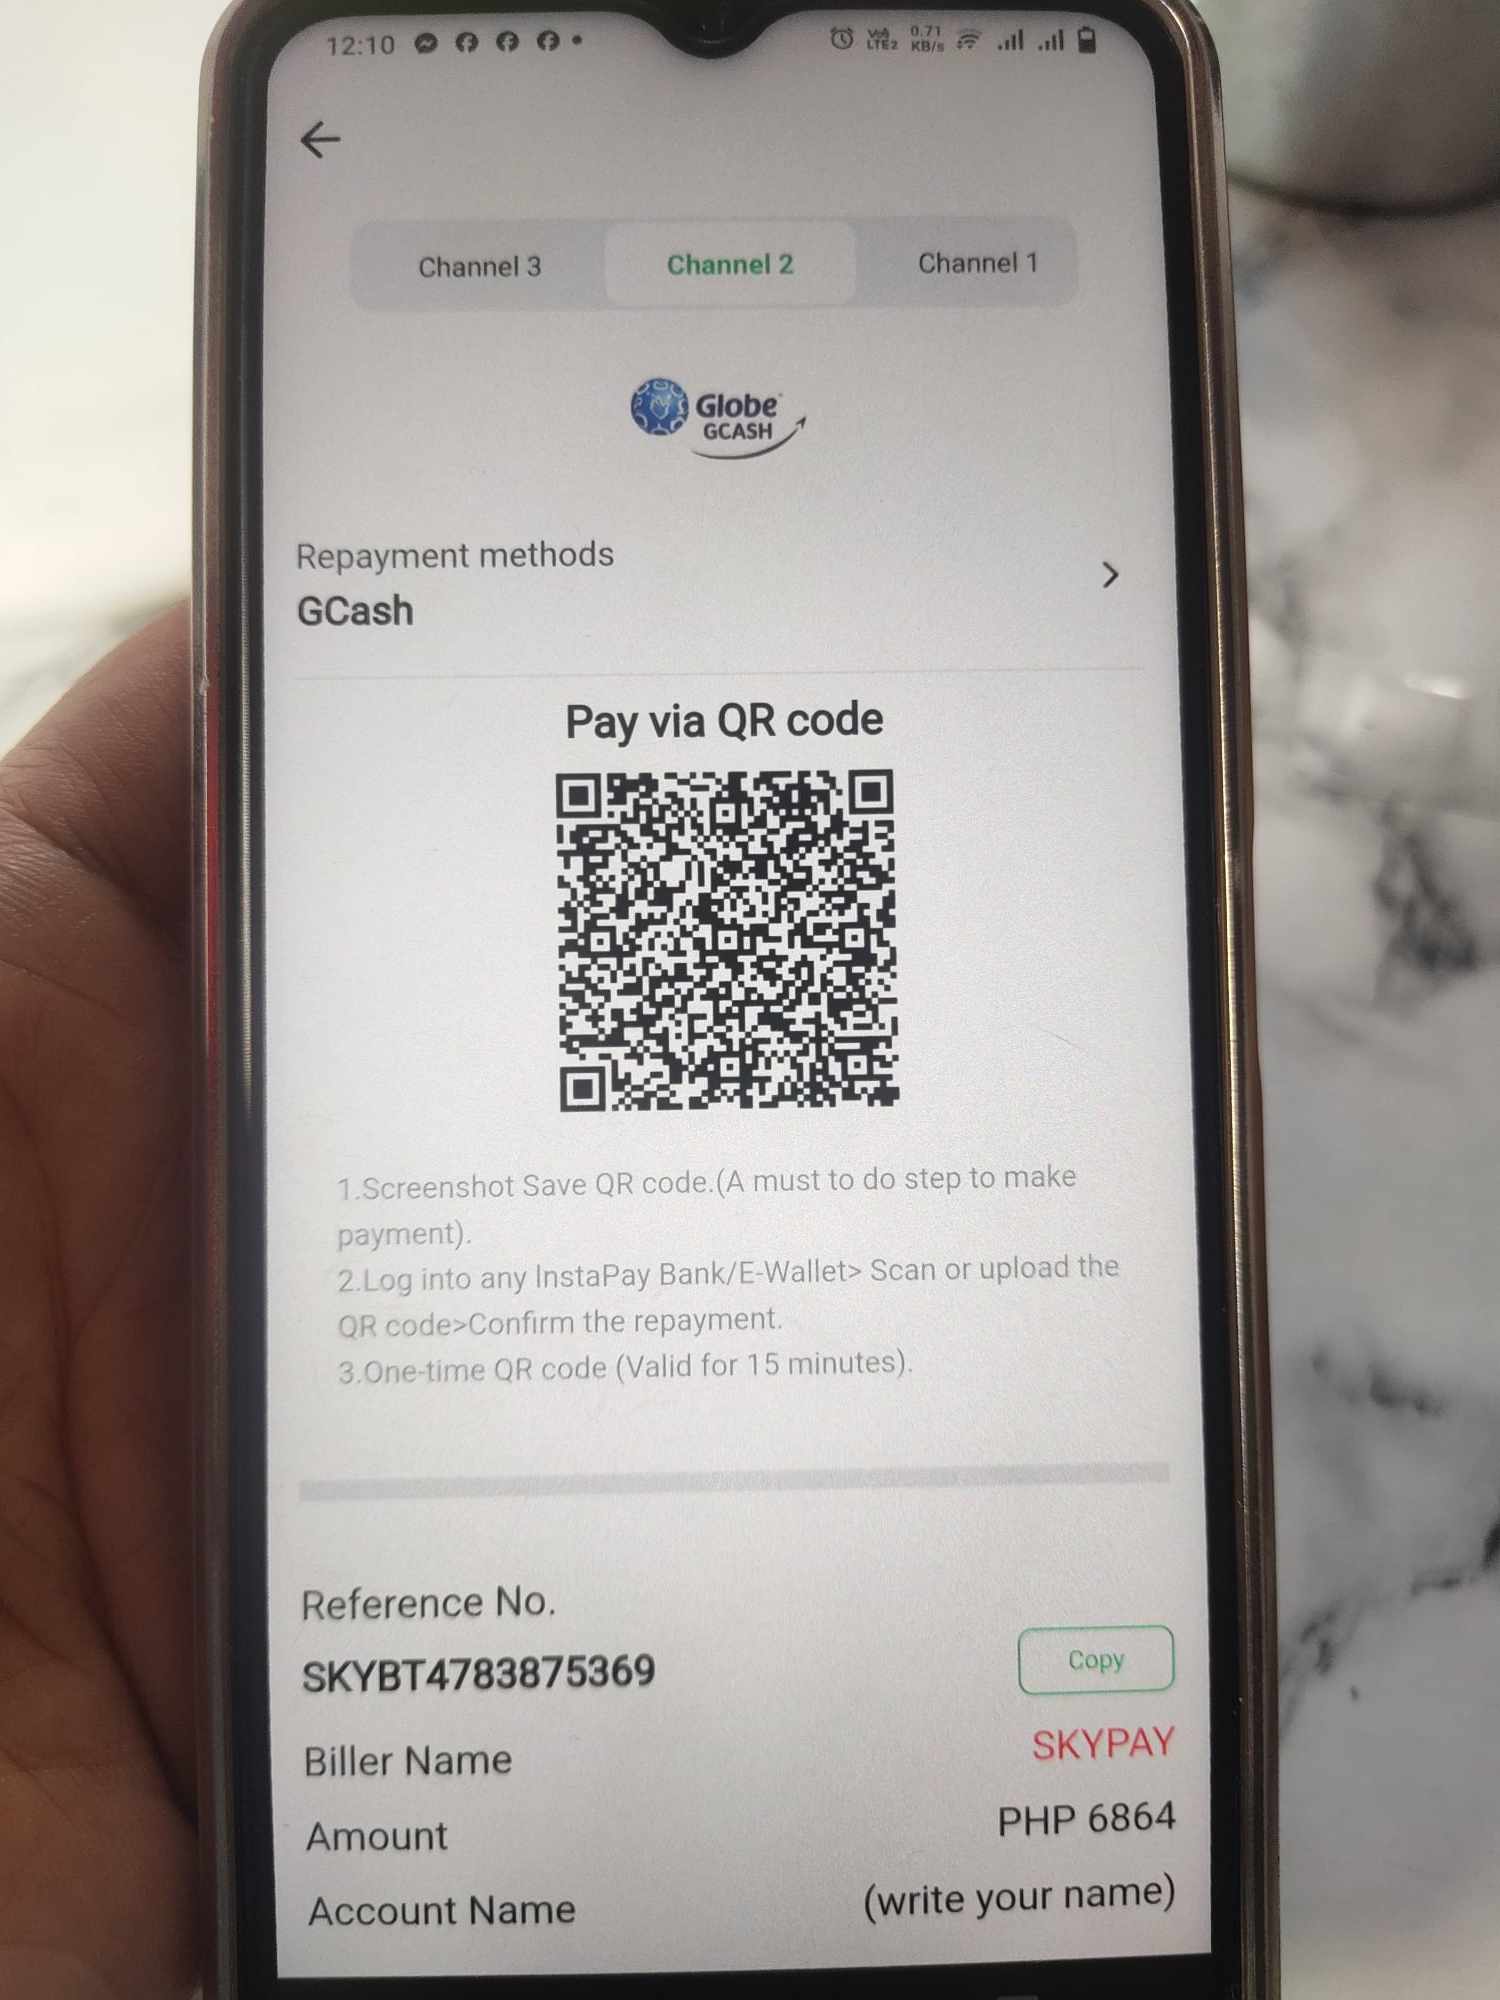 12:10
Vo) LTE2 0.71 KB/s
Channel 3 Channel 2 Channel 1
Globe
GCASH
Repayment methods
GCash
Pay via QR code
1.Screenshot Save QR code.(A must to do step to make
payment).
2.Log into any InstaPay Bank/E-Wallet> Scan or upload the
QR code>Confirm the repayment.
3.One-time QR code (Valid for 15 minutes).
Reference No.
SKYBT4783875369 Copy
Biller Name SKYPAY
Amount PHP 6864
Account Name (write your name)